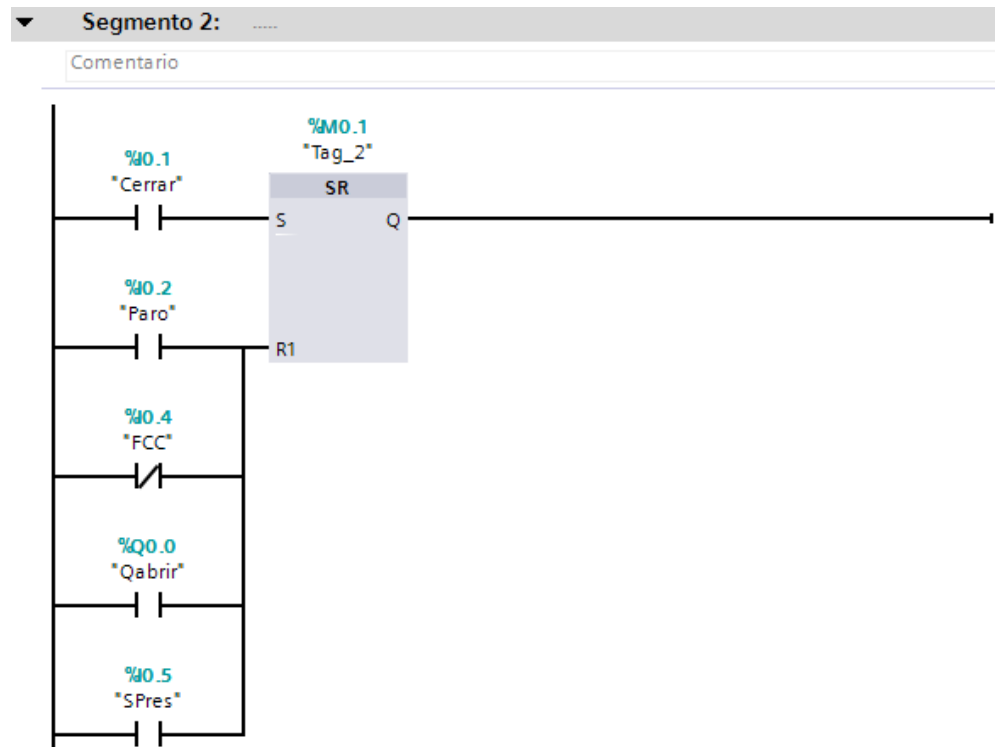 Segmento 2: .....
Comentario
%M0.1
"Tag_2"
%I0.1
"Cerrar"
SR
S Q
%I0.2
"Paro"
R1
%I0.4
"FCC"
%Q0.0
"Qabrir"
%I0.5
"SPres"